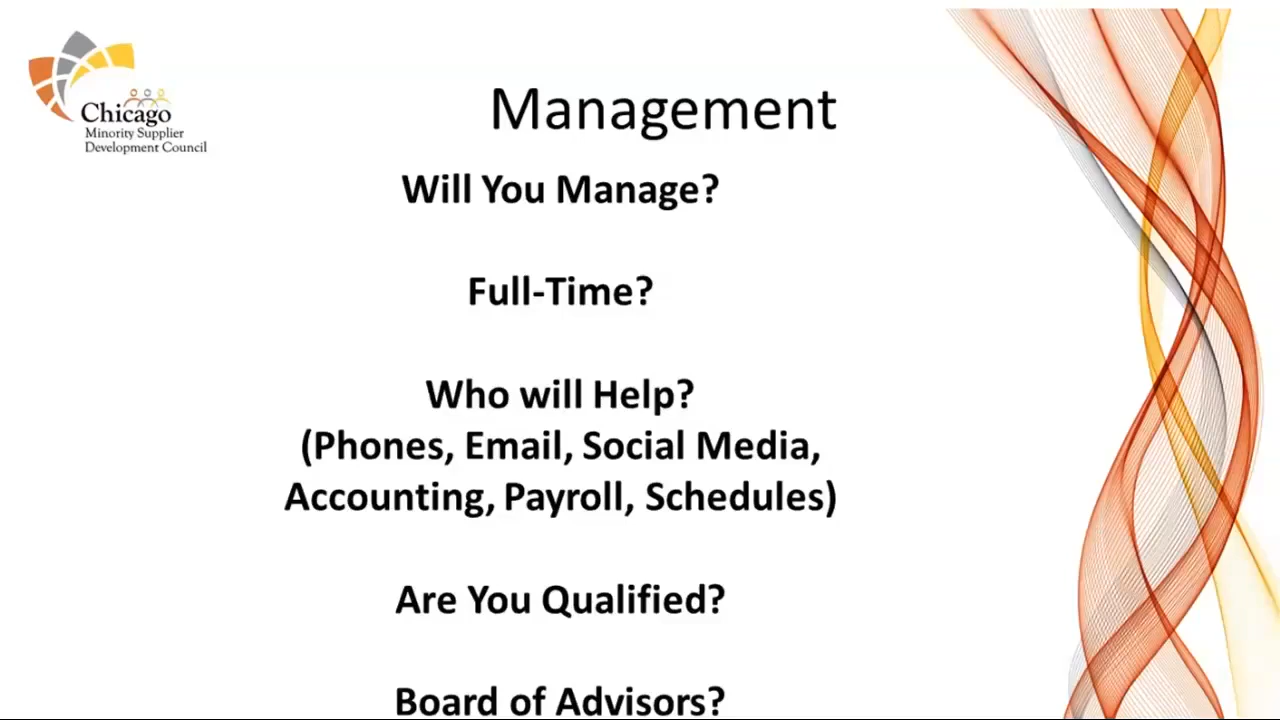 Chicago
Minority Supplier
Development Council
Management
Will You Manage?
Full-Time?
Who will Help?
(Phones, Email, Social Media,
Accounting, Payroll, Schedules)
Are You Qualified?
Board of Advisors?